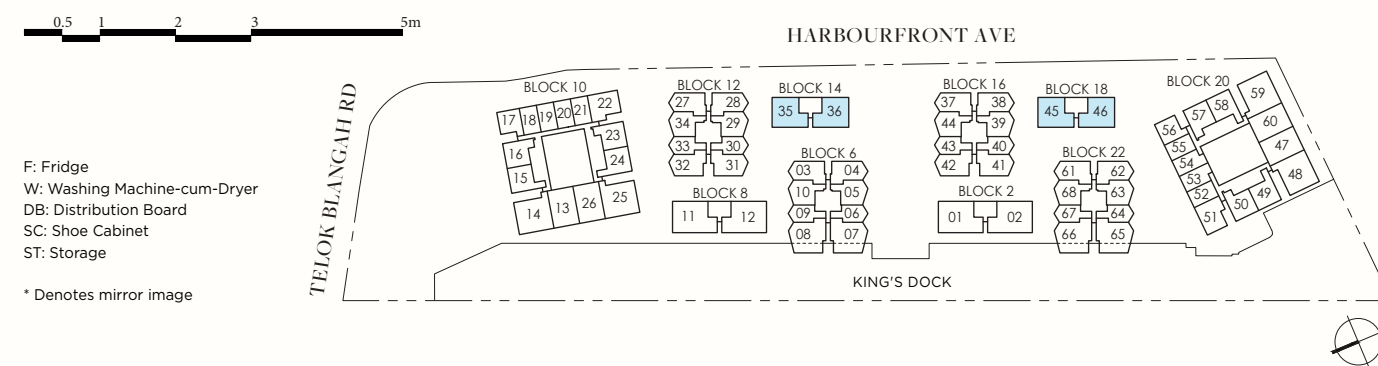 0.5 1 2 3 5m
HARBOURFRONT AVE
TELOK BLANGAH RD
F: Fridge
W: Washing Machine-cum-Dryer
DB: Distribution Board
SC: Shoe Cabinet
ST: Storage
* Denotes mirror image
BLOCK 10
17 18 19 20 21 22
16 23
15 24
14 13 26 25
BLOCK 12
27 28
34 29
33 30
32 31
BLOCK 14
35 36
BLOCK 8
11 12
BLOCK 6
03 04
10 05
09 06
08 07
BLOCK 16
37 38
44 39
43 40
42 41
BLOCK 18
45 46
BLOCK 2
01 02
BLOCK 22
61 62
68 63
67 64
66 65
BLOCK 20
59
58
57 60
56
55 47
54
53 48
52 49
51 50
KING'S DOCK